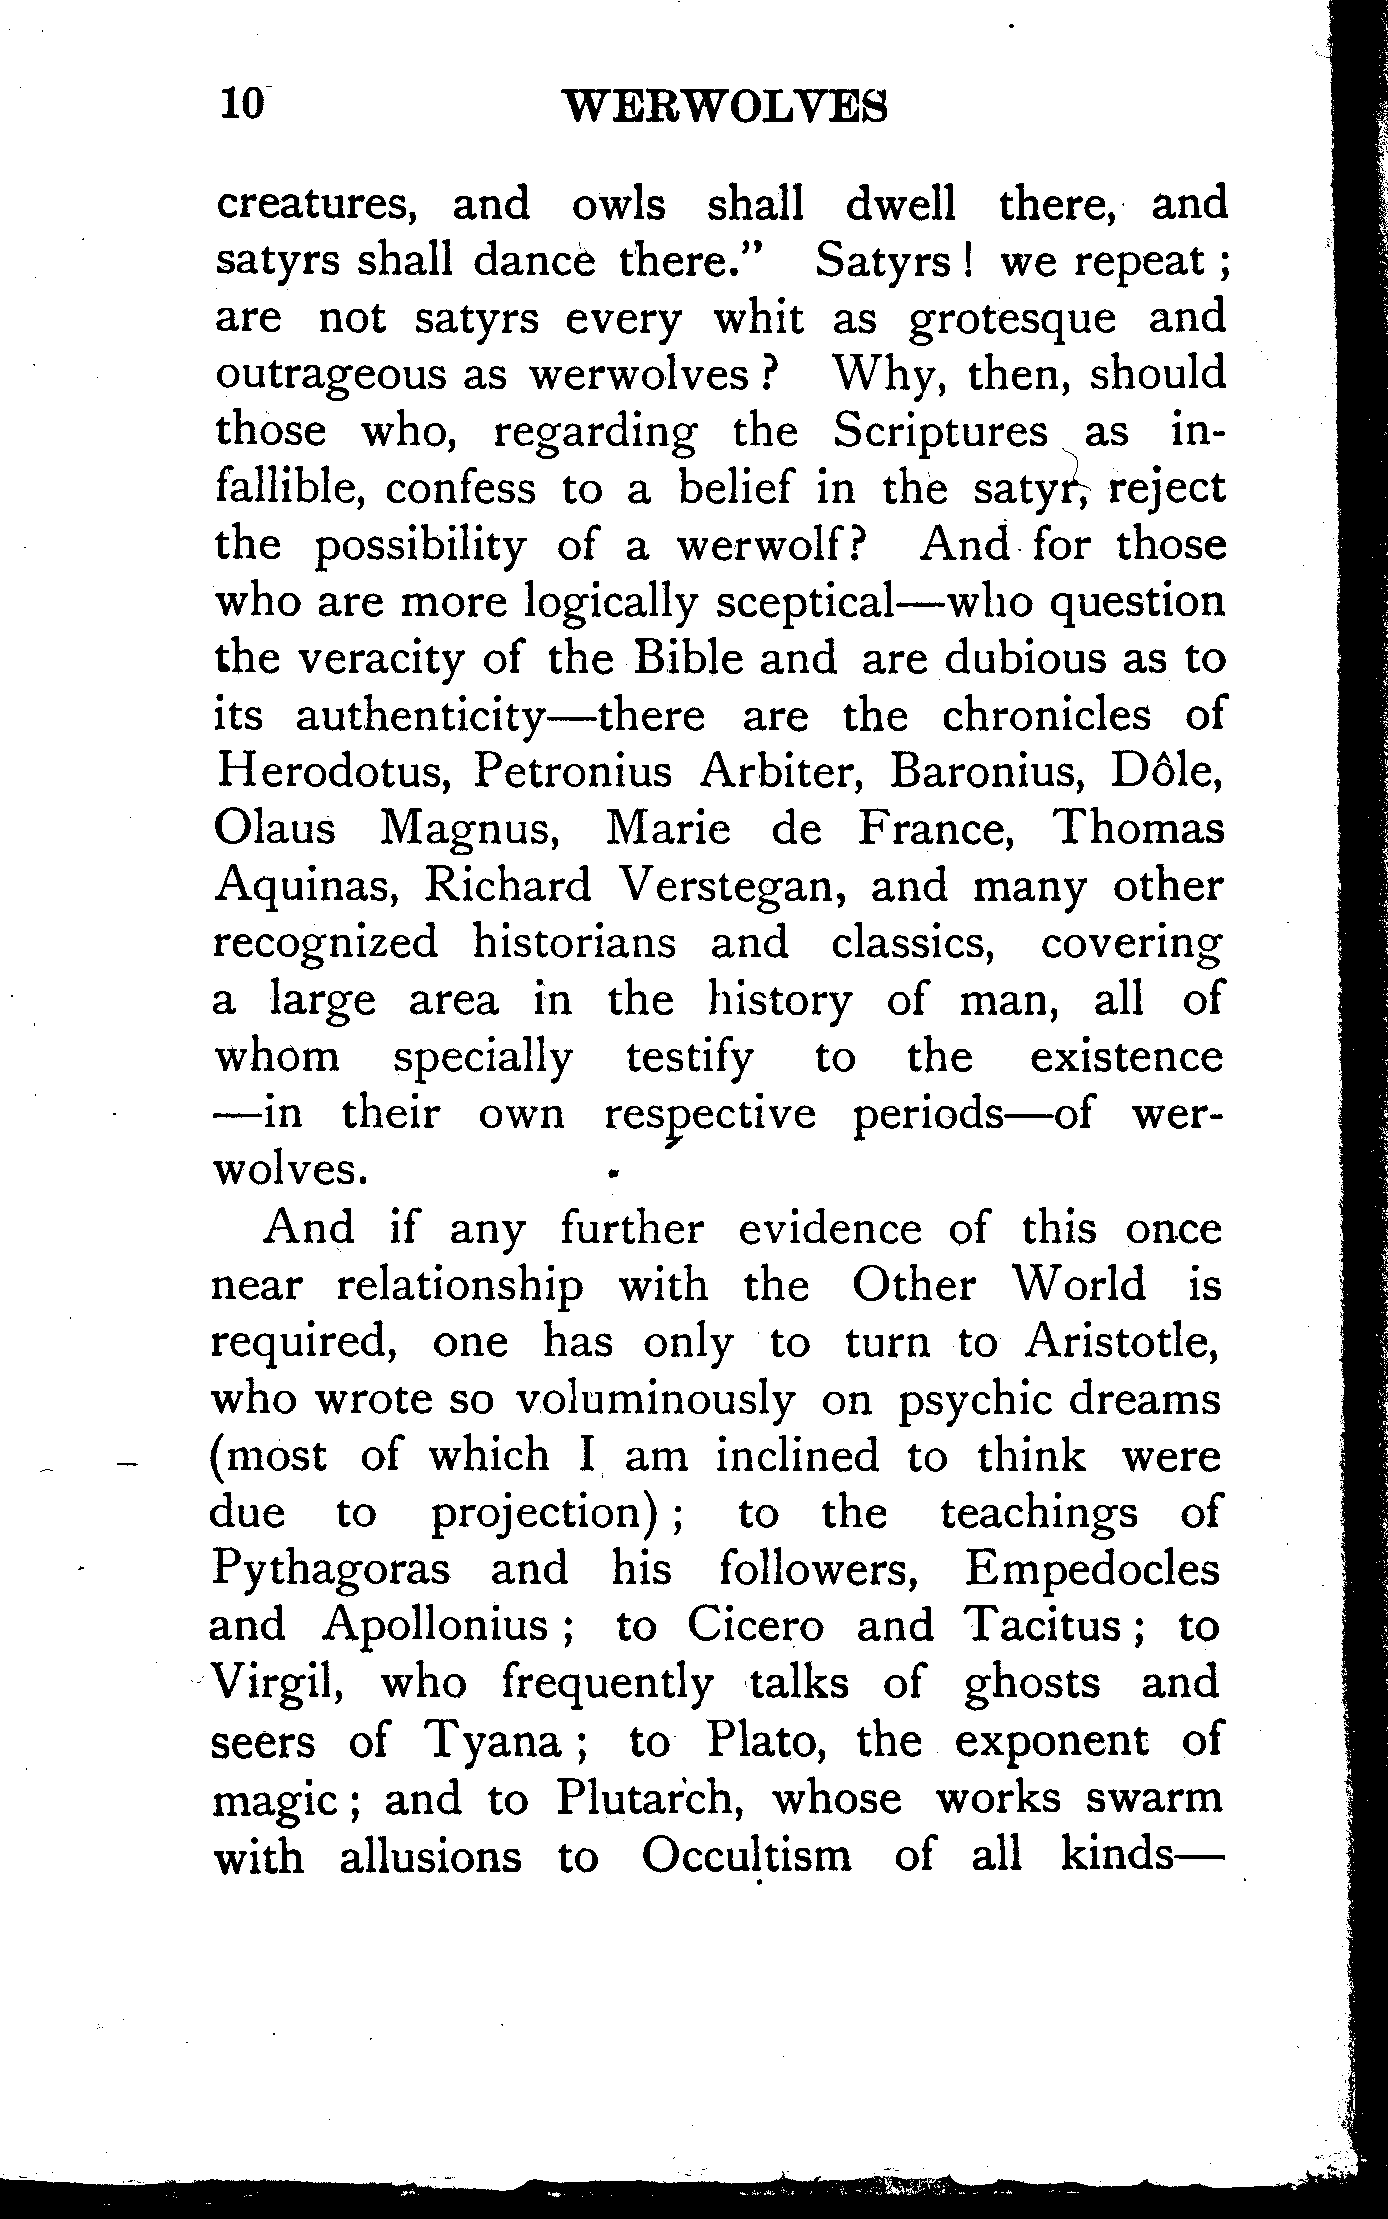 10 WERWOLVES
creatures, and owls shall dwell there, and
satyrs shall dance there.” Satyrs ! we repeat ;
are not satyrs every whit as grotesque and
outrageous as werwolves ? Why, then, should
those who, regarding the Scriptures as in-
fallible, confess to a belief in the satyr, reject
the possibility of a werwolf? And for those
who are more logically sceptical—who question
the veracity of the Bible and are dubious as to
its authenticity—there are the chronicles of
Herodotus, Petronius Arbiter, Baronius, Dôle,
Olaus Magnus, Marie de France, Thomas
Aquinas, Richard Verstegan, and many other
recognized historians and classics, covering
a large area in the history of man, all of
whom specially testify to the existence
—in their own respective periods—of wer-
wolves.
And if any further evidence of this once
near relationship with the Other World is
required, one has only to turn to Aristotle,
who wrote so voluminously on psychic dreams
(most of which I am inclined to think were
due to projection) ; to the teachings of
Pythagoras and his followers, Empedocles
and Apollonius ; to Cicero and Tacitus ; to
Virgil, who frequently talks of ghosts and
seers of Tyana ; to Plato, the exponent of
magic ; and to Plutarch, whose works swarm
with allusions to Occultism of all kinds—